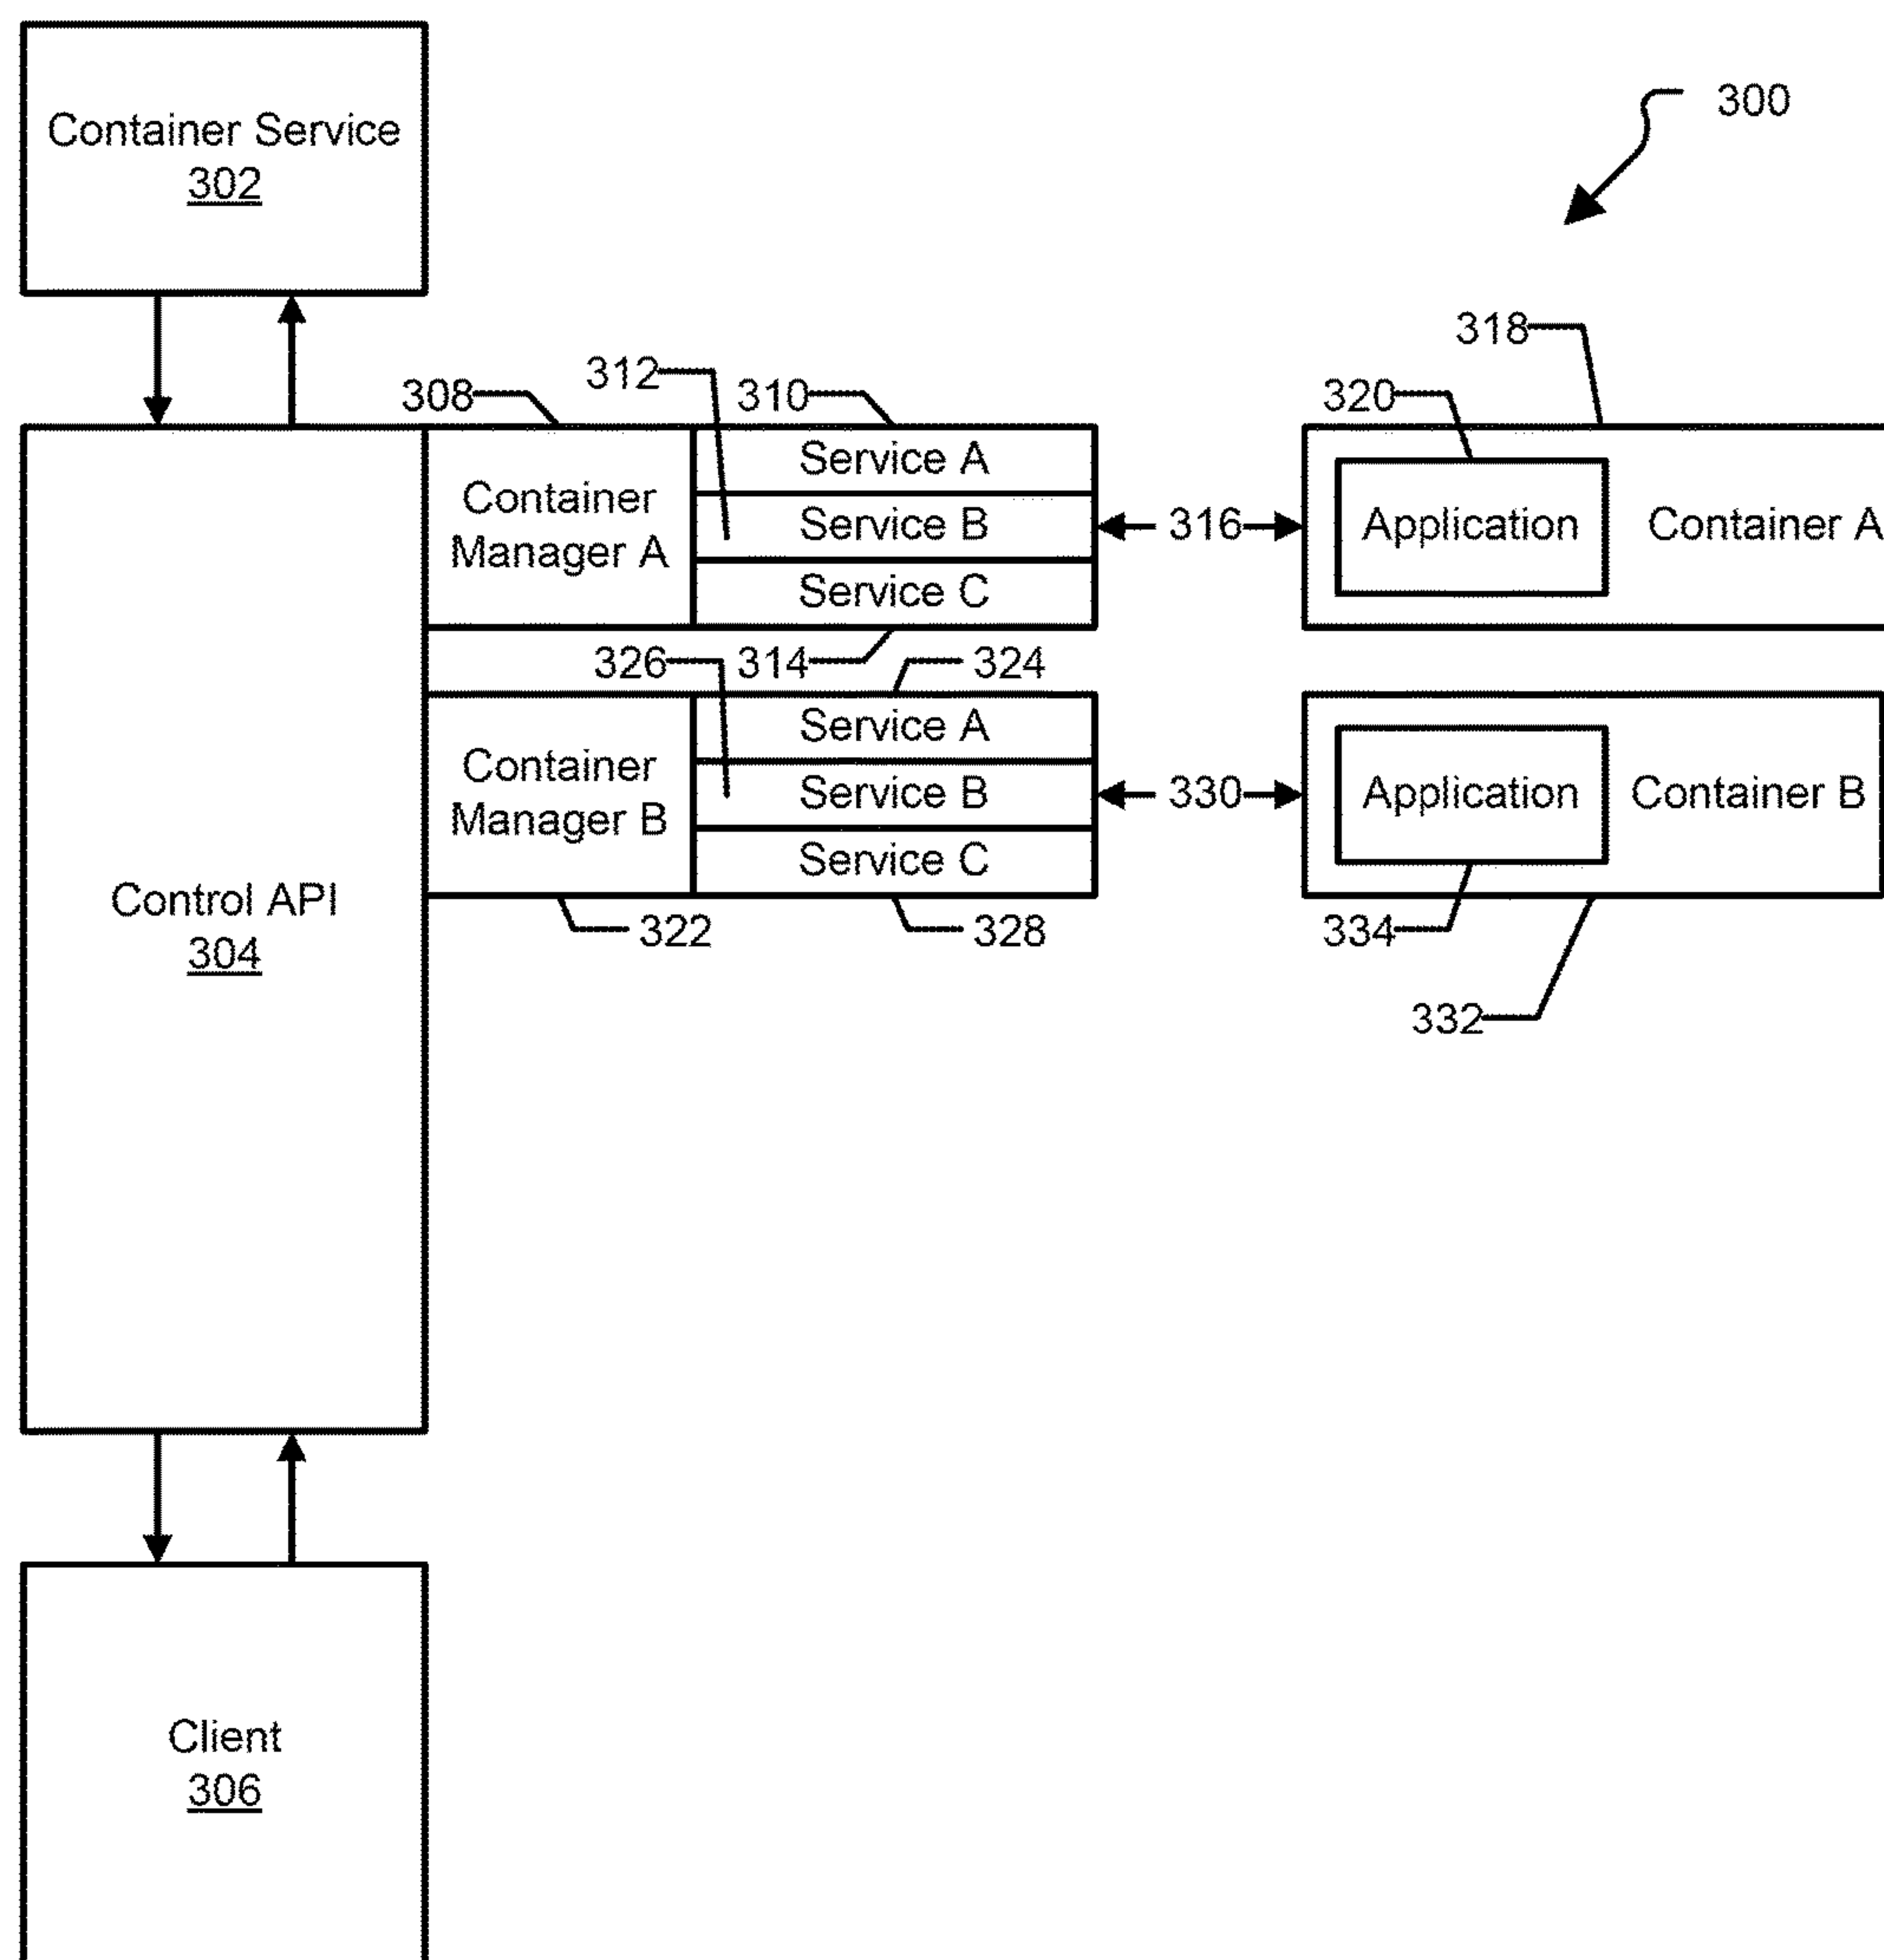 Container Service
302
300
318
312
308
310
320
Service A
Container
Manager A
Service B
316
Application
Container A
Service C
326
314
324
Service A
Container
Manager B
Service B
330
Application
Container B
Service C
Control API
304
322
328
334
332
Client
306